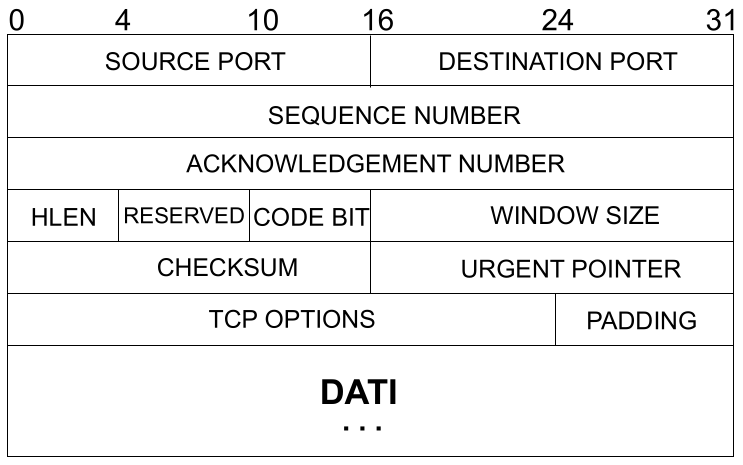 0 4 10 16 24 31
SOURCE PORT DESTINATION PORT
SEQUENCE NUMBER
ACKNOWLEDGEMENT NUMBER
HLEN RESERVED CODE BIT WINDOW SIZE
CHECKSUM URGENT POINTER
TCP OPTIONS PADDING
DATI
...